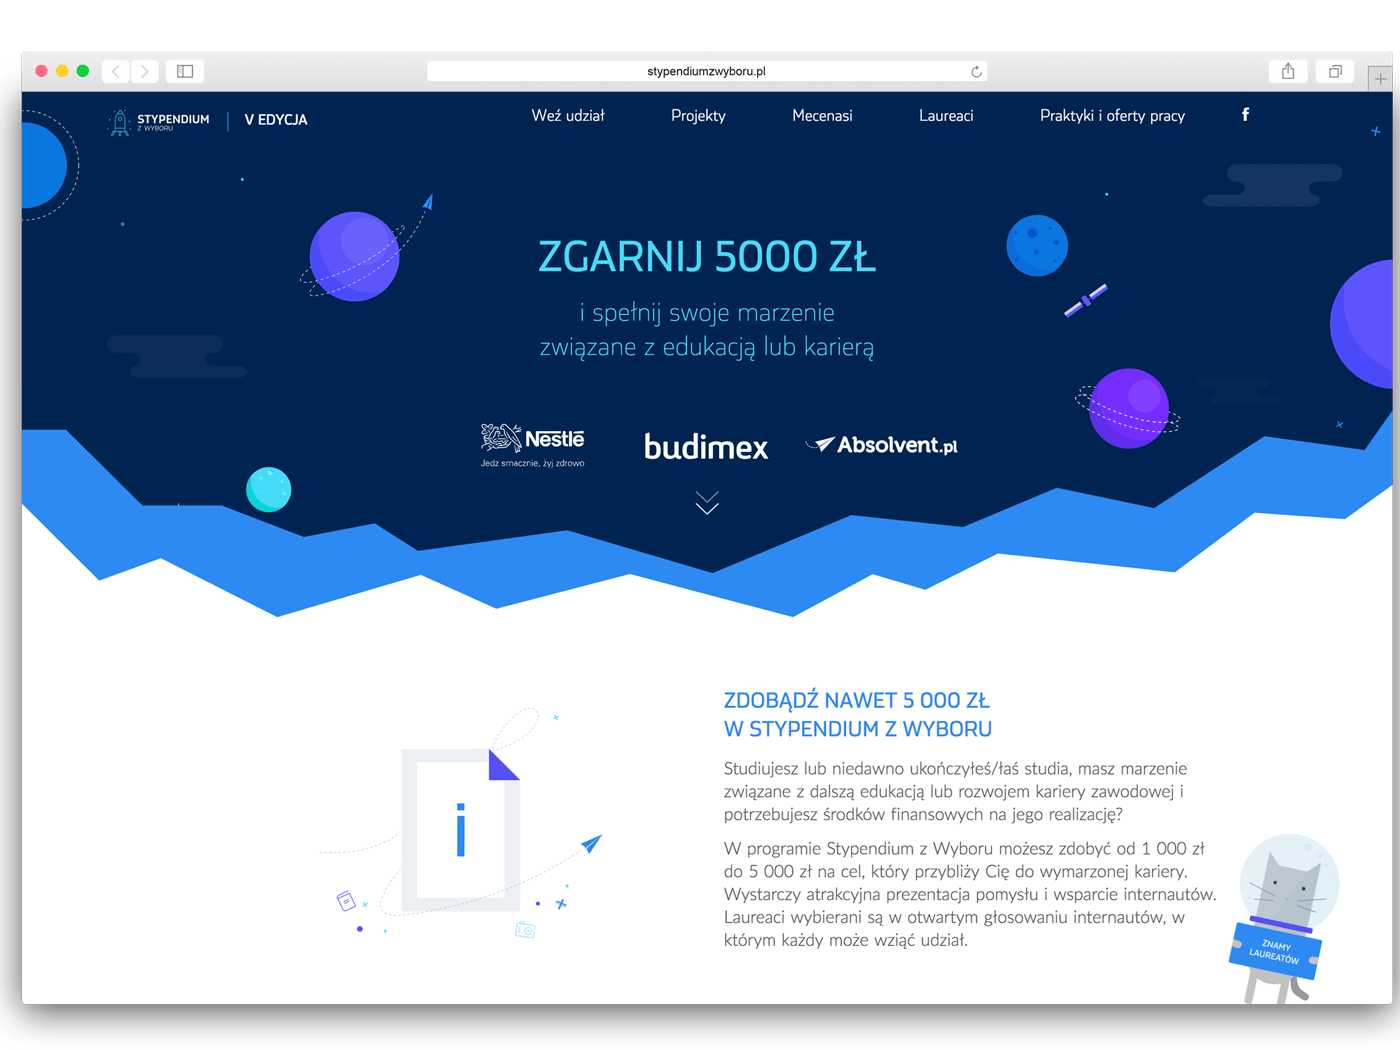 stypendiumzwyboru.pl
STYPENDIUM
Z WYBORU
V EDYCJA
Weź udział
Projekty
Mecenasi
Laureaci
Praktyki i oferty pracy
f
ZGARNIJ 5000 ZŁ
i spełnij swoje marzenie
związane z edukacją lub karierą
Nestlé
Jedz smacznie, żyj zdrowo
budimex
Absolvent.pl
i
ZDOBĄDŹ NAWET 5 000 ZŁ
W STYPENDIUM Z WYBORU
Studiujesz lub niedawno ukończyłeś/łaś studia, masz marzenie
związane z dalszą edukacją lub rozwojem kariery zawodowej i
potrzebujesz środków finansowych na jego realizację?
W programie Stypendium z Wyboru możesz zdobyć od 1 000 zł
do 5 000 zł na cel, który przybliży Cię do wymarzonej kariery.
Wystarczy atrakcyjna prezentacja pomysłu i wsparcie internautów.
Laureaci wybierani są w otwartym głosowaniu internautów, w
którym każdy może wziąć udział.
ZNAMY
LAUREATÓW